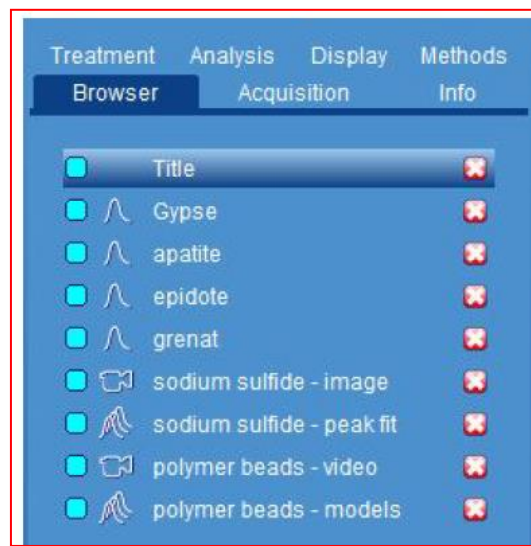 Treatment Analysis Display Methods
Browser Acquisition Info
Title
Gypse
apatite
epidote
grenat
sodium sulfide - image
sodium sulfide - peak fit
polymer beads - video
polymer beads - models